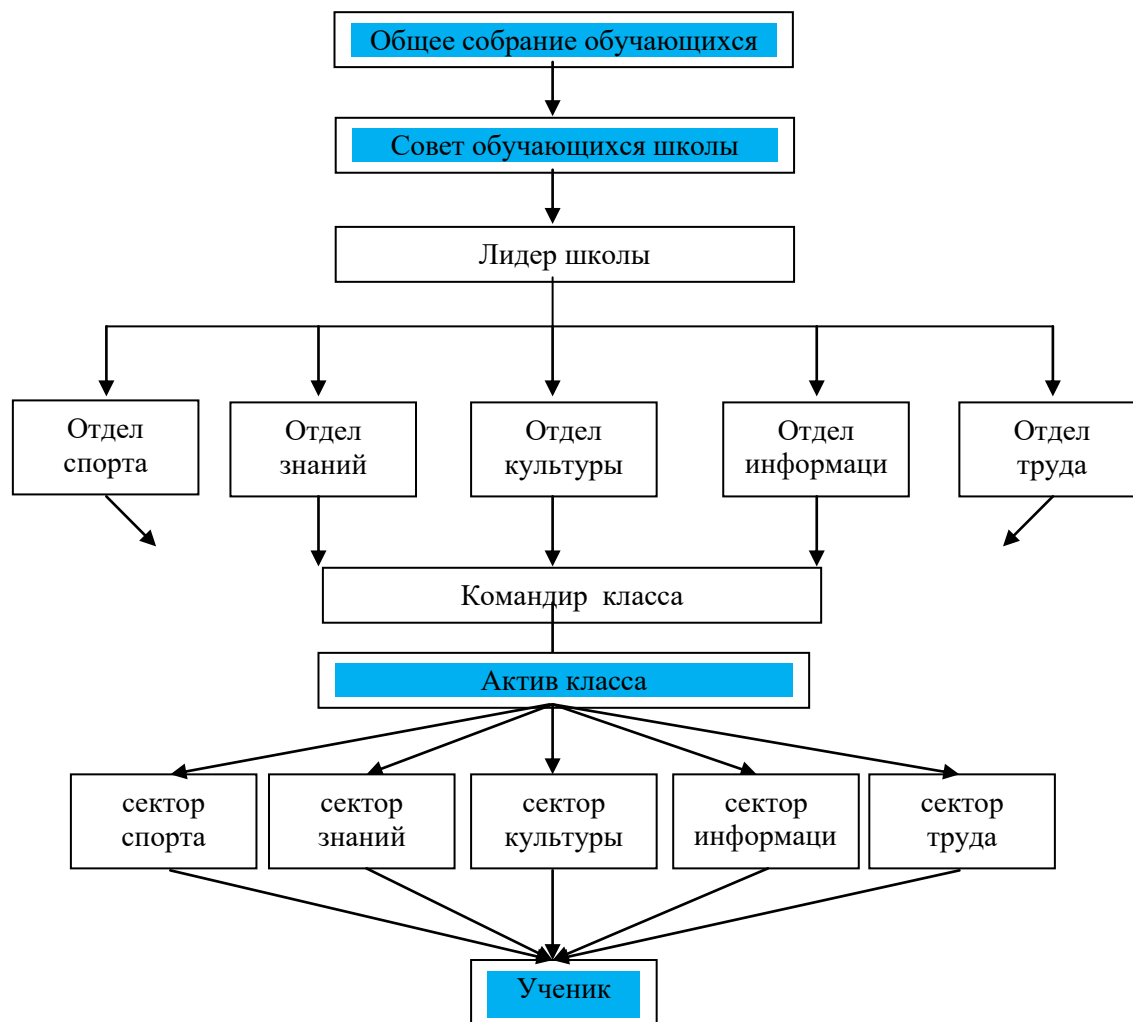 Общее собрание обучающихся
Совет обучающихся школы
Лидер школы
Отдел
спорта
Отдел
знаний
Отдел
культуры
Отдел
информаци
Отдел
труда
Командир класса
Актив класса
сектор
спорта
сектор
знаний
сектор
культуры
сектор
информаци
сектор
труда
Ученик